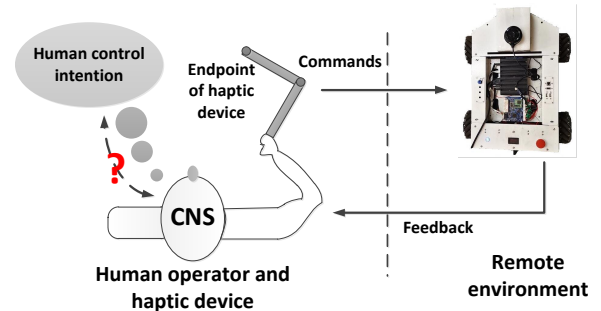 Human control
intention
Endpoint
of haptic
device
Commands
?
CNS
Feedback
Human operator and
haptic device
Remote
environment